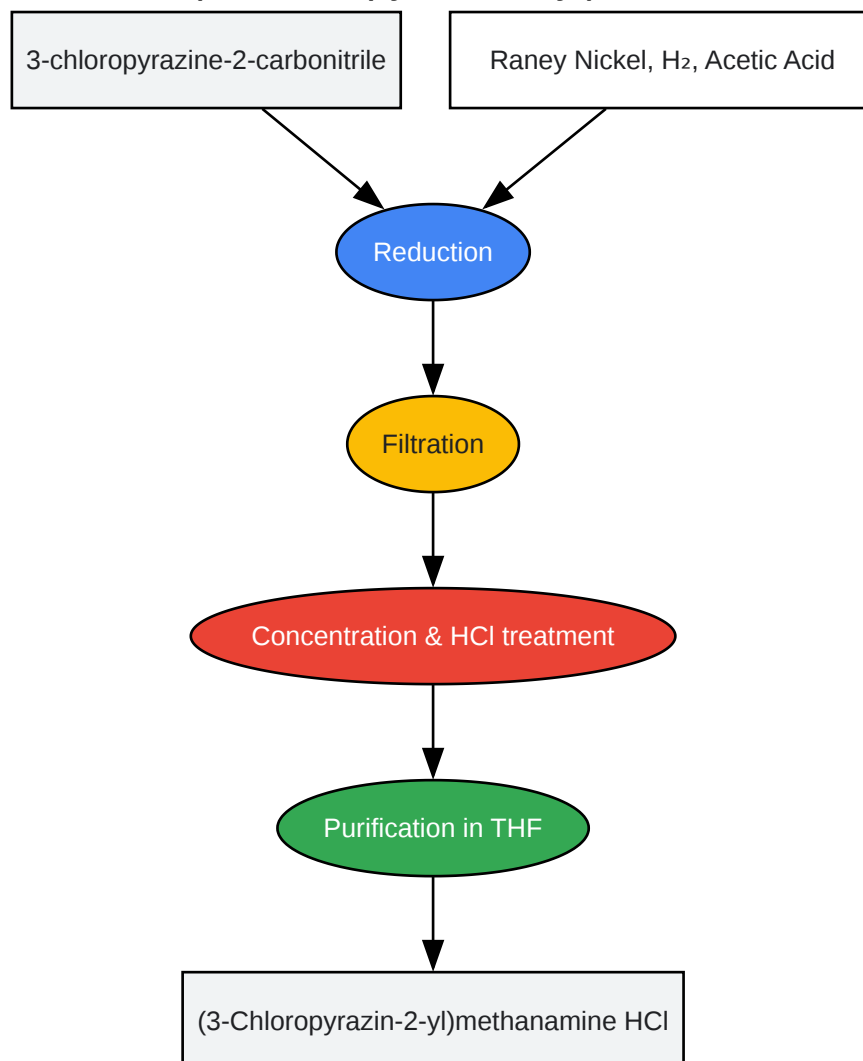 3-chloropyrazine-2-carbonitrile
Raney Nickel, H₂, Acetic Acid
Reduction
Filtration
Concentration & HCl treatment
Purification in THF
(3-Chloropyrazin-2-yl)methanamine HCl